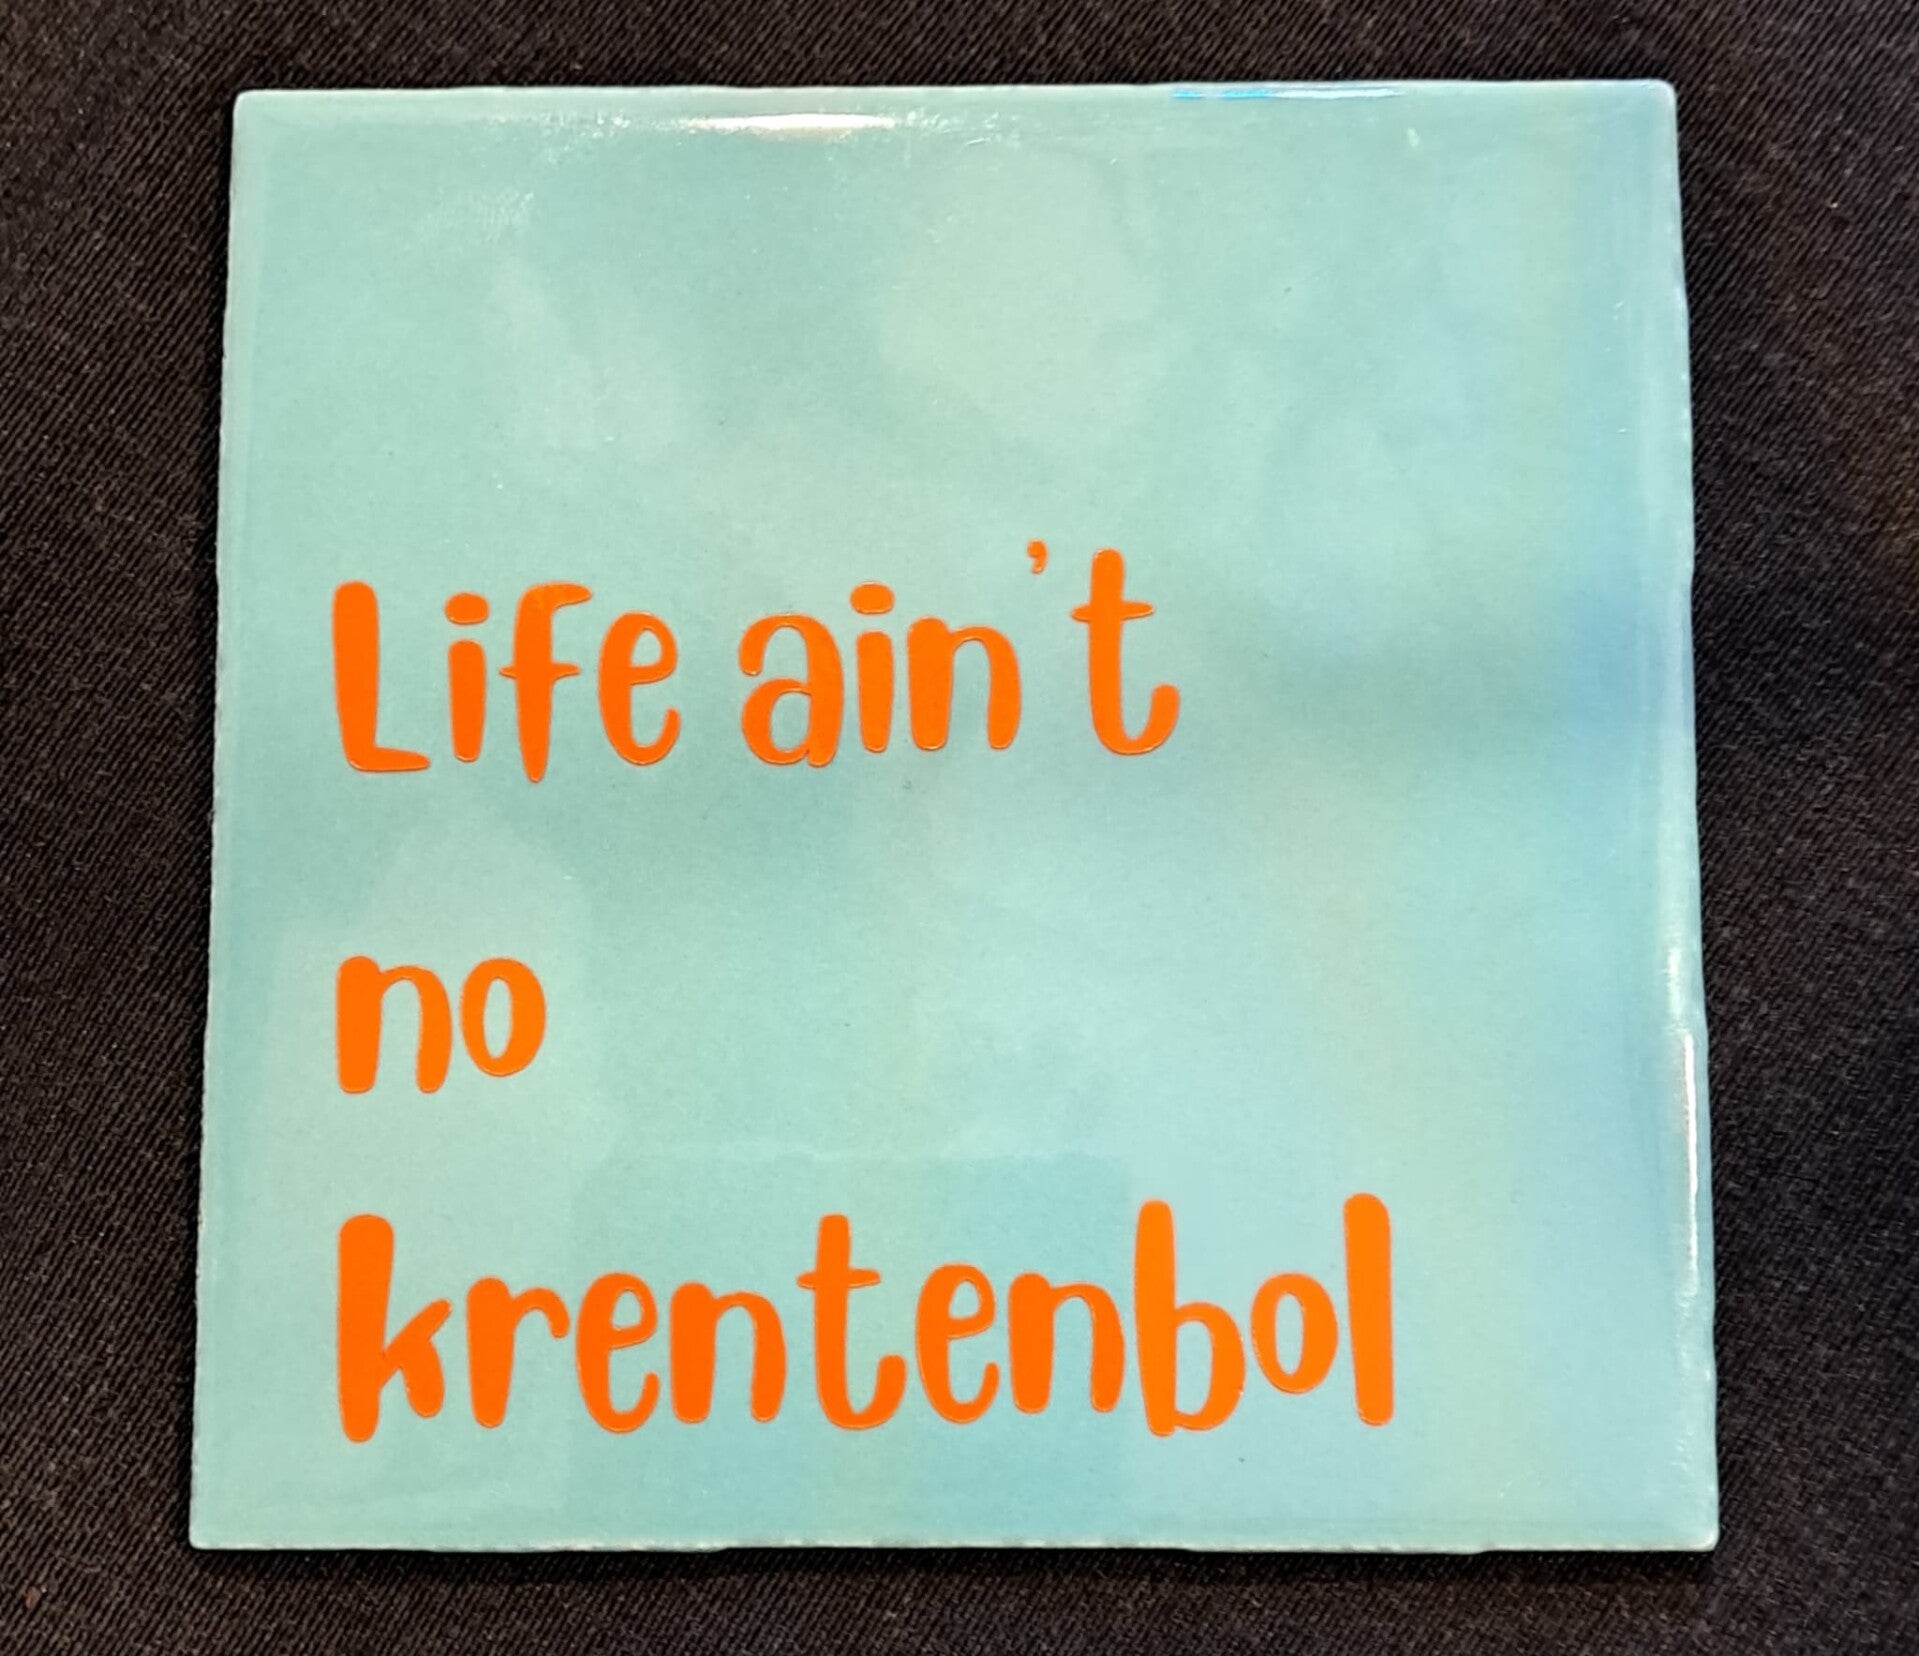 Life ain't
no
krentenbol